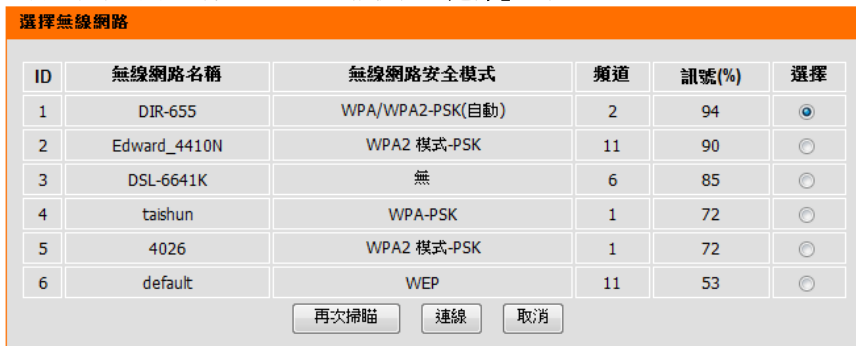 選擇無線網路
ID 無線網路名稱 無線網路安全模式 頻道 訊號(%) 選擇
1 DIR-655 WPA/WPA2-PSK(自動) 2 94
2 Edward_4410N WPA2 模式-PSK 11 90
3 DSL-6641K 無 6 85
4 taishun WPA-PSK 1 72
5 4026 WPA2 模式-PSK 1 72
6 default WEP 11 53
再次掃瞄 連線 取消